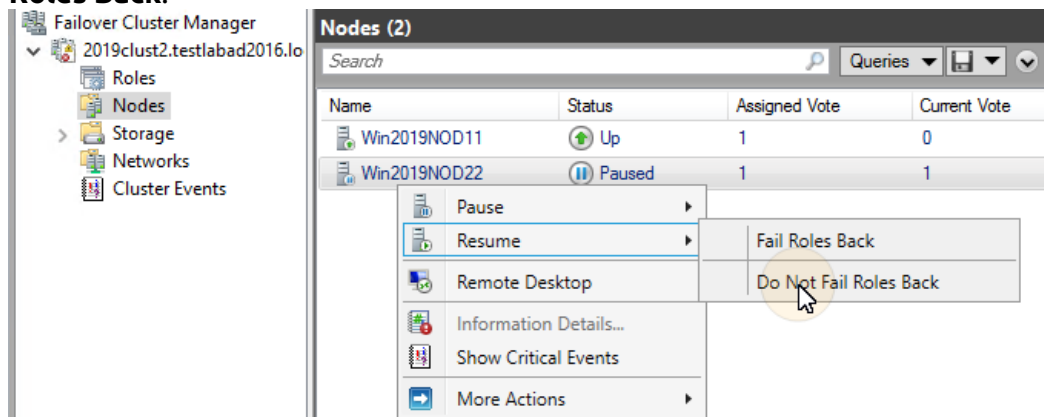 Roles Back.
Failover Cluster Manager
2019clust2.testlabad2016.lo
Roles
Nodes
Storage
Networks
Cluster Events
Nodes (2)
Search
Queries
Name Status Assigned Vote Current Vote
Win2019NOD11 Up 1 0
Win2019NOD22 Paused 1 1
Pause
Resume
Fail Roles Back
Do Not Fail Roles Back
Remote Desktop
Information Details...
Show Critical Events
More Actions